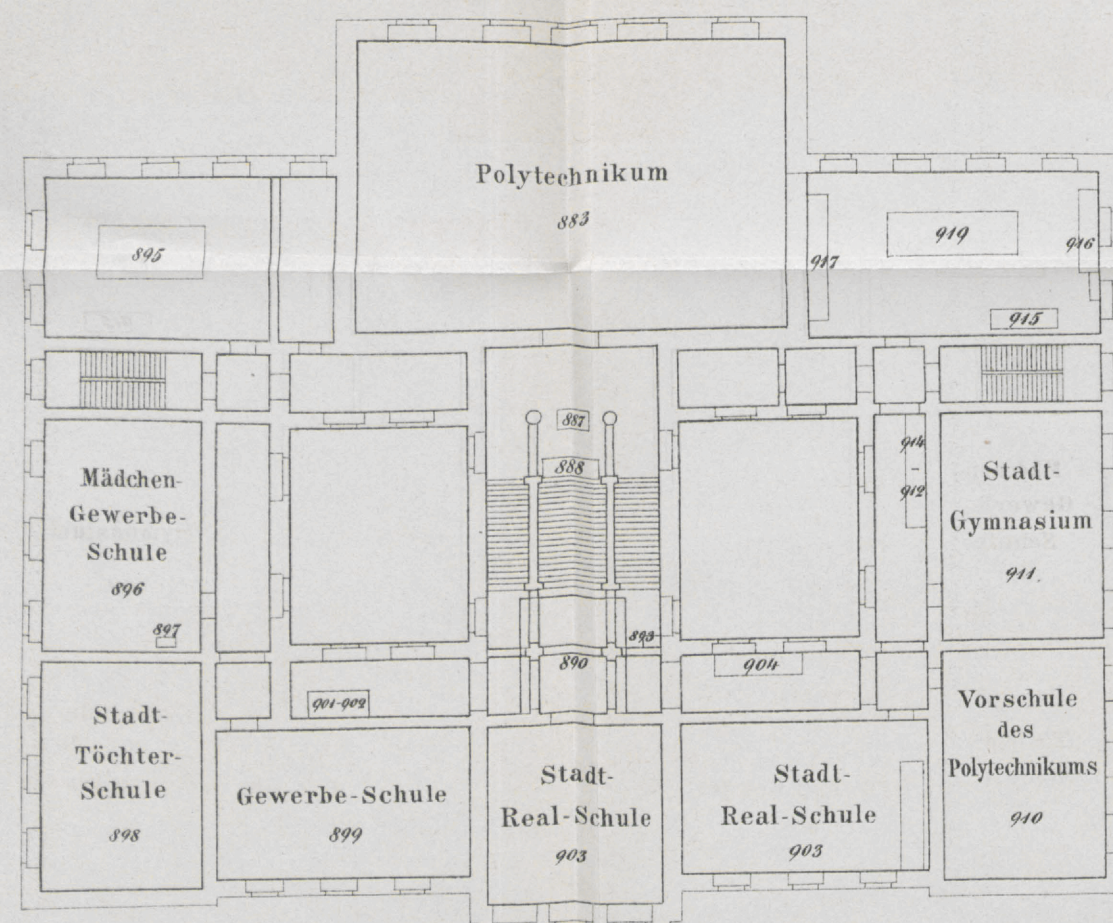 Polytechnikum
883
895
917
919
916
915
887
888
914
-
912
Mädchen-
Gewerbe-
Schule
896
897
Stadt-
Gymnasium
911.
893
890
904
901-902
Stadt-
Töchter-
Schule
898
Gewerbe-Schule
899
Stadt-
Real-Schule
903
Stadt-
Real-Schule
903
Vorschule
des
Polytechnikums
910